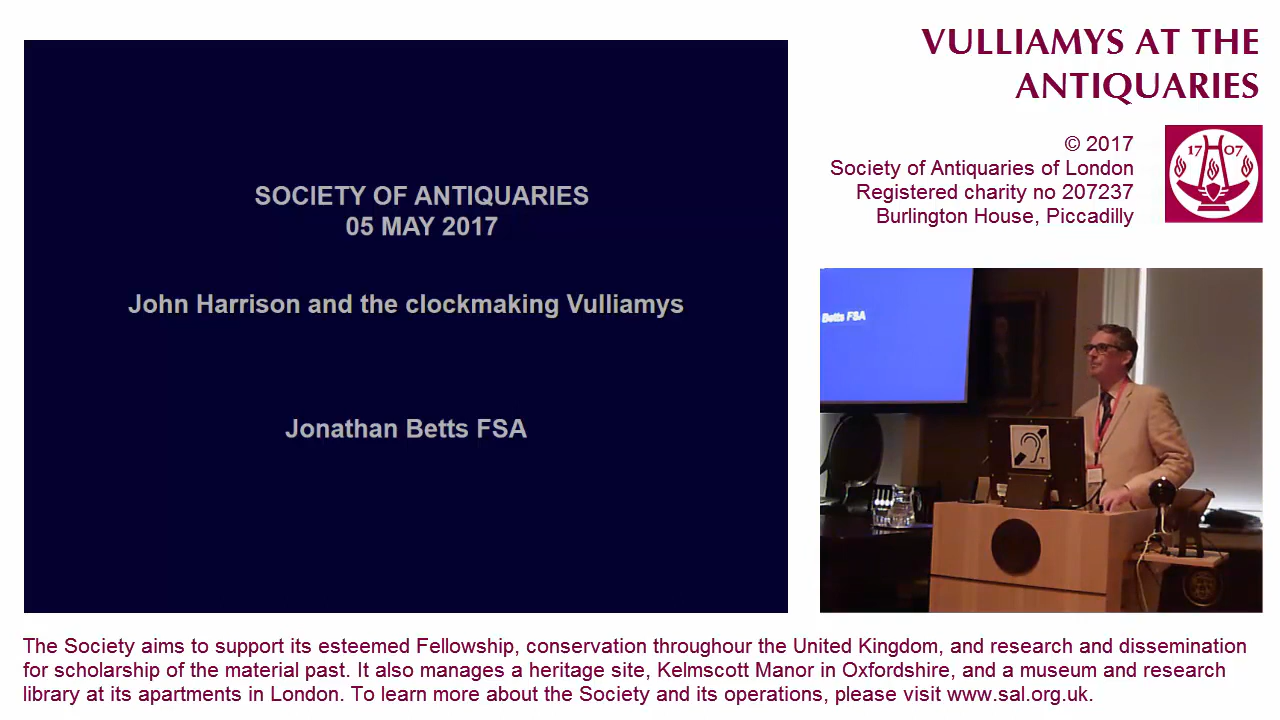 VULLIAMYS AT THE
ANTIQUARIES
© 2017
Society of Antiquaries of London
Registered charity no 207237
Burlington House, Piccadilly
17 07
SOCIETY OF ANTIQUARIES
05 MAY 2017
John Harrison and the clockmaking Vulliamys
Jonathan Betts FSA
Betts FSA
T
The Society aims to support its esteemed Fellowship, conservation throughour the United Kingdom, and research and dissemination
for scholarship of the material past. It also manages a heritage site, Kelmscott Manor in Oxfordshire, and a museum and research
library at its apartments in London. To learn more about the Society and its operations, please visit www.sal.org.uk.